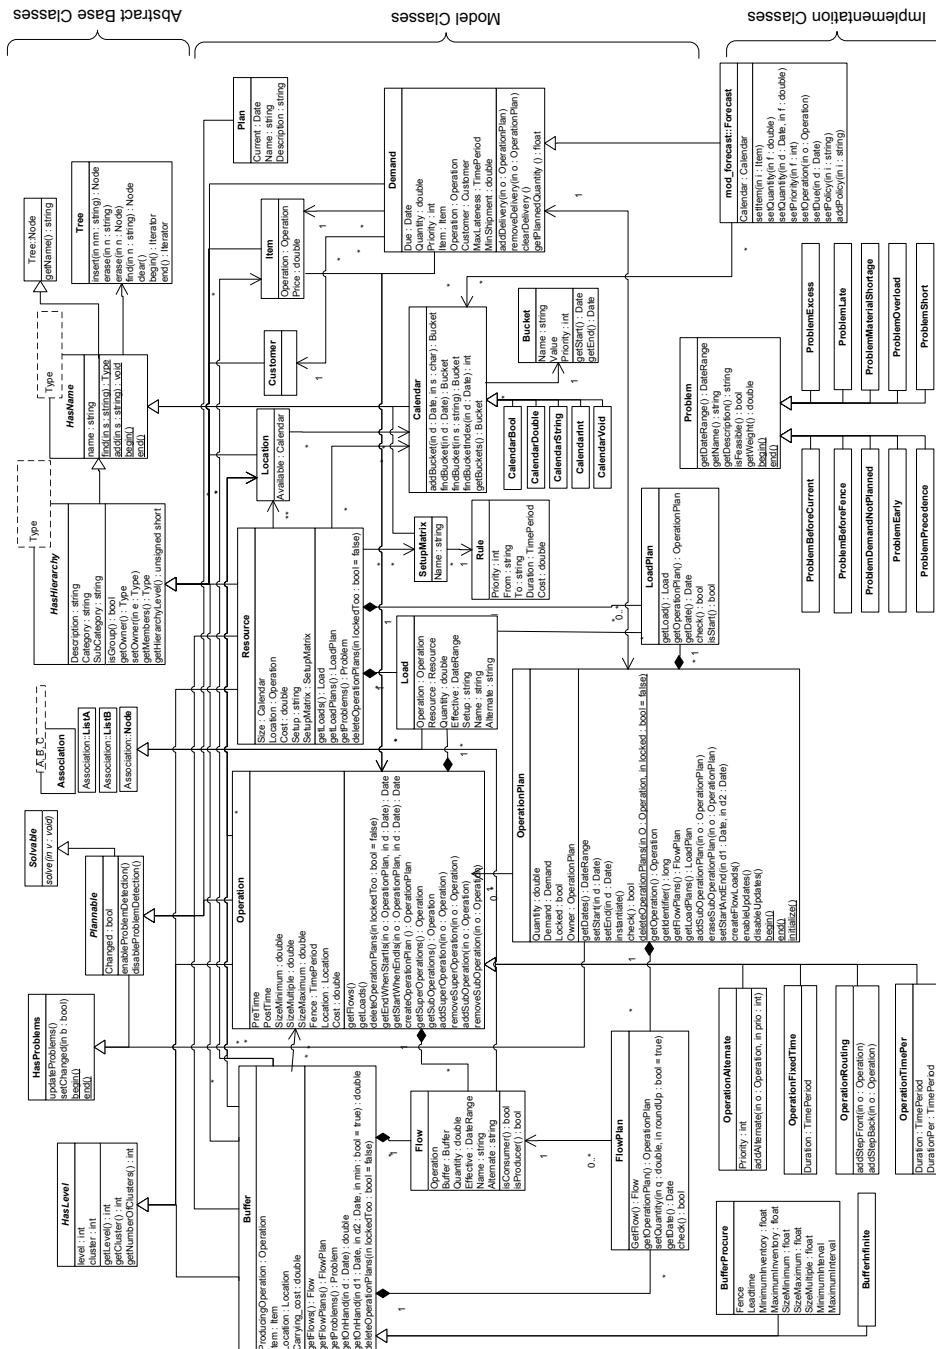 Abstract Base Classes
Model Classes
Implementation Classes
HasLevel
level : int
cluster : int
getLevel() : int
getCluster() : int
getNumberOfClusters() : int
HasProblems
updateProblems()
setChanged(in b : bool)
begin()
end()
Solvable
solve(in v : void)
Plannable
Changed : bool
enableProblemDetection()
disableProblemDetection()
A,B,C
Association
Association::ListA
Association::ListB
Association::Node
Type
HasHierarchy
Description : string
Category : string
SubCategory : string
isGroup() : bool
getOwner() : Type
setOwner(in e : Type)
getMembers() : Type
getHierarchyLevel() : unsigned short
Type
HasName
name : string
find(in s : string) : Type
add(in s : string) : void
begin()
end()
Tree::Node
getName() : string
Tree
insert(in nm : string) : Node
erase(in n : string)
erase(in n : Node)
find(in n : string) : Node
clear()
begin() : Iterator
end() : Iterator
Buffer
ProducingOperation : Operation
Item : Item
Location : Location
Carrying_cost : double
getFlows() : Flow
getFlowPlans() : FlowPlan
getProblems() : Problem
getOnHand(in d : Date) : double
getOnHand(in d1 : Date, in d2 : Date, in min : bool = true) : double
deleteOperationPlans(in lockedToo : bool = false)
Operation
PreTime
PostTime
SizeMinimum : double
SizeMultiple : double
SizeMaximum : double
Fence : TimePeriod
Location : Location
Cost : double
getFlows()
getLoads()
deleteOperationPlans(in lockedToo : bool = false)
getEndWhenStarts(in o : OperationPlan, in d : Date) : Date
getStartWhenEnds(in o : OperationPlan, in d : Date) : Date
createOperationPlan () : OperationPlan
getSuperOperations() : Operation
getSubOperations() : Operation
addSuperOperation(in o : Operation)
removeSuperOperation(in o : Operation)
addSubOperation(in o : Operation)
removeSubOperation(in o : Operation)
Resource
Size : Calendar
Location : Operation
Cost : double
Setup : string
SetupMatrix : SetupMatrix
getLoads() : Load
getLoadPlans() : LoadPlan
getProblems() : Problem
deleteOperationPlans(in lockedToo : bool = false)
Location
Available : Calendar
Customer
Item
Operation : Operation
Price : double
Plan
Current : Date
Name : string
Description : string
Flow
Operation
Buffer : Buffer
Quantity : double
Effective : DateRange
Name : string
Alternate : string
isConsumer() : bool
isProducer() : bool
Load
Operation : Operation
Resource : Resource
Quantity : double
Effective : DateRange
Setup : string
Name : string
Alternate : string
SetupMatrix
Name : string
Rule
Priority : int
From : string
To : string
Duration : TimePeriod
Cost : double
Calendar
addBucket(in d : Date, in s : char) : Bucket
findBucket(in d : Date) : Bucket
findBucket(in s : string) : Bucket
findBucketIndex(in d : Date) : int
getBuckets() : Bucket
CalendarBool
CalendarDouble
CalendarString
CalendarInt
CalendarVoid
Bucket
Name : string
Value
Priority : int
getStart() : Date
getEnd() : Date
Demand
Due : Date
Quantity : double
Priority : int
Item : Item
Operation : Operation
Customer : Customer
MaxLateness : TimePeriod
MinShipment : double
addDelivery(in o : OperationPlan)
removeDelivery(in o : OperationPlan)
clearDelivery ()
getPlannedQuantity () : float
FlowPlan
GetFlow() : Flow
getOperationPlan() : OperationPlan
setQuantity(in q : double, in roundUp : bool = true)
getDate() : Date
check() : bool
OperationPlan
Quantity : double
Demand : Demand
Locked : bool
Owner : OperationPlan
getDates() : DateRange
setStart(in d : Date)
setEnd(in d : Date)
instantiate()
check() : bool
deleteOperationPlans(in O : Operation, in locked : bool = false)
getOperation() : Operation
getIdentifier() : long
getFlowPlans() : FlowPlan
getLoadPlans() : LoadPlan
addSubOperationPlan(in o : OperationPlan)
eraseSubOperationPlan(in o : OperationPlan)
setStartAndEnd(in d1 : Date, in d2 : Date)
createFlowLoads()
enableUpdates()
disableUpdates()
begin()
end()
initialize()
LoadPlan
getLoad() : Load
getOperationPlan() : OperationPlan
getDate() : Date
check() : bool
isStart() : bool
BufferProcure
Fence
Leadtime
MinimumInventory : float
MaximumInventory : float
SizeMinimum : float
SizeMaximum : float
SizeMultiple : float
MinimumInterval
MaximumInterval
BufferInfinite
OperationAlternate
Priority : int
addAlternate(in o : Operation, in prio : int)
OperationFixedTime
Duration : TimePeriod
OperationRouting
addStepFront(in o : Operation)
addStepBack(in o : Operation)
OperationTimePer
Duration : TimePeriod
DurationPer : TimePeriod
Problem
getDateRange() : DateRange
getName() : string
getDescription() : string
isFeasible() : bool
getWeight() : double
begin()
end()
ProblemBeforeCurrent
ProblemBeforeFence
ProblemDemandNotPlanned
ProblemEarly
ProblemPrecedence
ProblemExcess
ProblemLate
ProblemMaterialShortage
ProblemOverload
ProblemShort
mod_forecast::Forecast
Calendar : Calendar
setItem(in i : Item)
setQuantity(in f : double)
setQuantity(in d : Date, in f : double)
setPriority(in f : int)
setOperation(in o : Operation)
setDue(in d : Date)
setPolicy(in i : string)
addPolicy(in i : string)